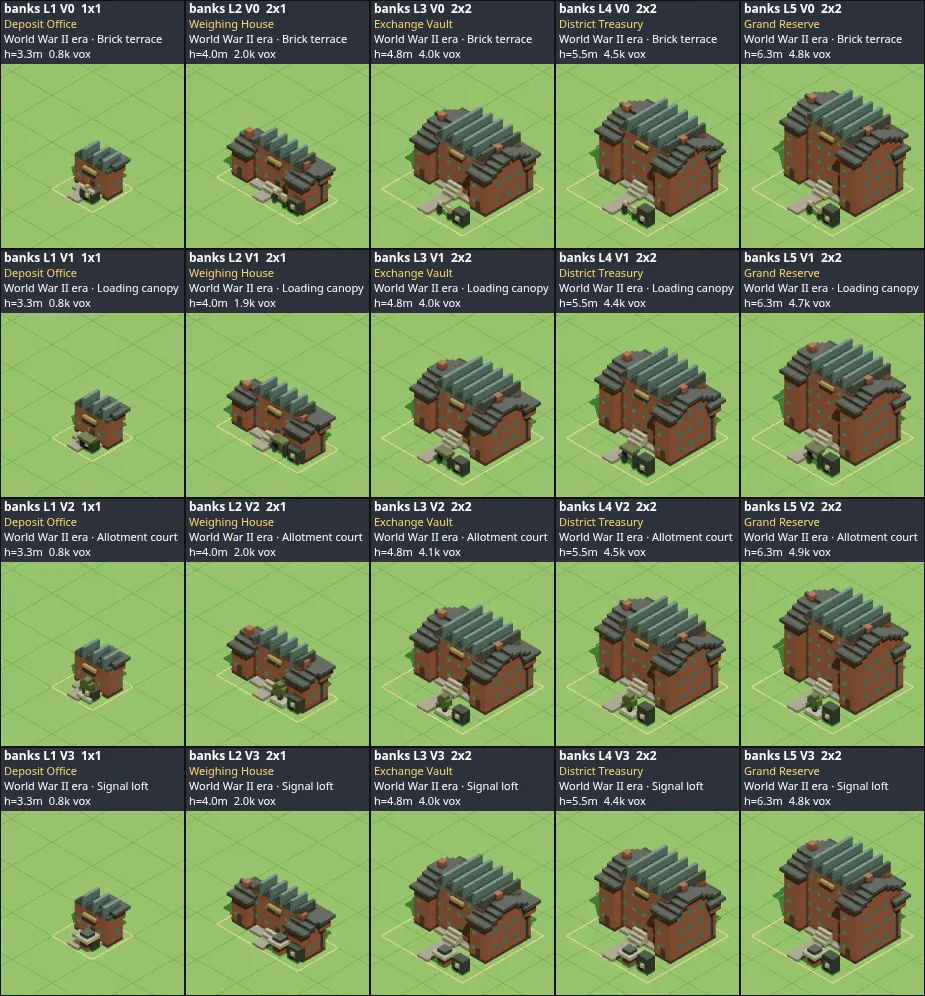 banks L1 V0 1x1
Deposit Office
World War II era · Brick terrace
h=3.3m 0.8k vox
banks L2 V0 2x1
Weighing House
World War II era · Brick terrace
h=4.0m 2.0k vox
banks L3 V0 2x2
Exchange Vault
World War II era · Brick terrace
h=4.8m 4.0k vox
banks L4 V0 2x2
District Treasury
World War II era · Brick terrace
h=5.5m 4.5k vox
banks L5 V0 2x2
Grand Reserve
World War II era · Brick terrace
h=6.3m 4.8k vox
banks L1 V1 1x1
Deposit Office
World War II era · Loading canopy
h=3.3m 0.8k vox
banks L2 V1 2x1
Weighing House
World War II era · Loading canopy
h=4.0m 1.9k vox
banks L3 V1 2x2
Exchange Vault
World War II era · Loading canopy
h=4.8m 4.0k vox
banks L4 V1 2x2
District Treasury
World War II era · Loading canopy
h=5.5m 4.4k vox
banks L5 V1 2x2
Grand Reserve
World War II era · Loading canopy
h=6.3m 4.7k vox
banks L1 V2 1x1
Deposit Office
World War II era · Allotment court
h=3.3m 0.8k vox
banks L2 V2 2x1
Weighing House
World War II era · Allotment court
h=4.0m 2.0k vox
banks L3 V2 2x2
Exchange Vault
World War II era · Allotment court
h=4.8m 4.1k vox
banks L4 V2 2x2
District Treasury
World War II era · Allotment court
h=5.5m 4.5k vox
banks L5 V2 2x2
Grand Reserve
World War II era · Allotment court
h=6.3m 4.9k vox
banks L1 V3 1x1
Deposit Office
World War II era · Signal loft
h=3.3m 0.8k vox
banks L2 V3 2x1
Weighing House
World War II era · Signal loft
h=4.0m 2.0k vox
banks L3 V3 2x2
Exchange Vault
World War II era · Signal loft
h=4.8m 4.0k vox
banks L4 V3 2x2
District Treasury
World War II era · Signal loft
h=5.5m 4.4k vox
banks L5 V3 2x2
Grand Reserve
World War II era · Signal loft
h=6.3m 4.8k vox